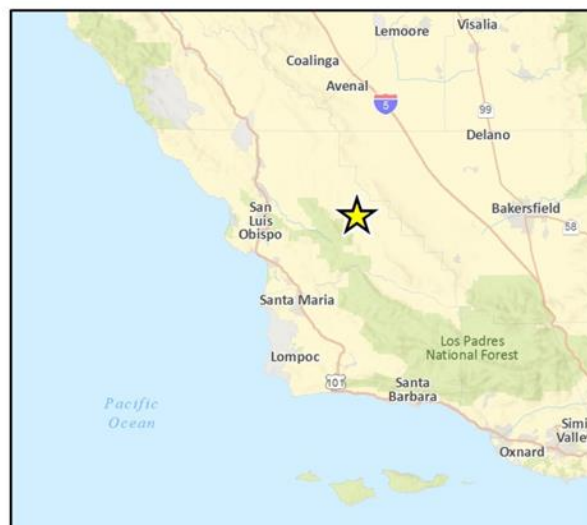 Lemoore
Visalia
Coalinga
Avenal
5
99
Delano
San
Luis
Obispo
Bakersfield
58
Santa Maria
Los Padres
National Forest
Lompoc
101
Santa
Barbara
Pacific
Ocean
Simi
Valley
Oxnard